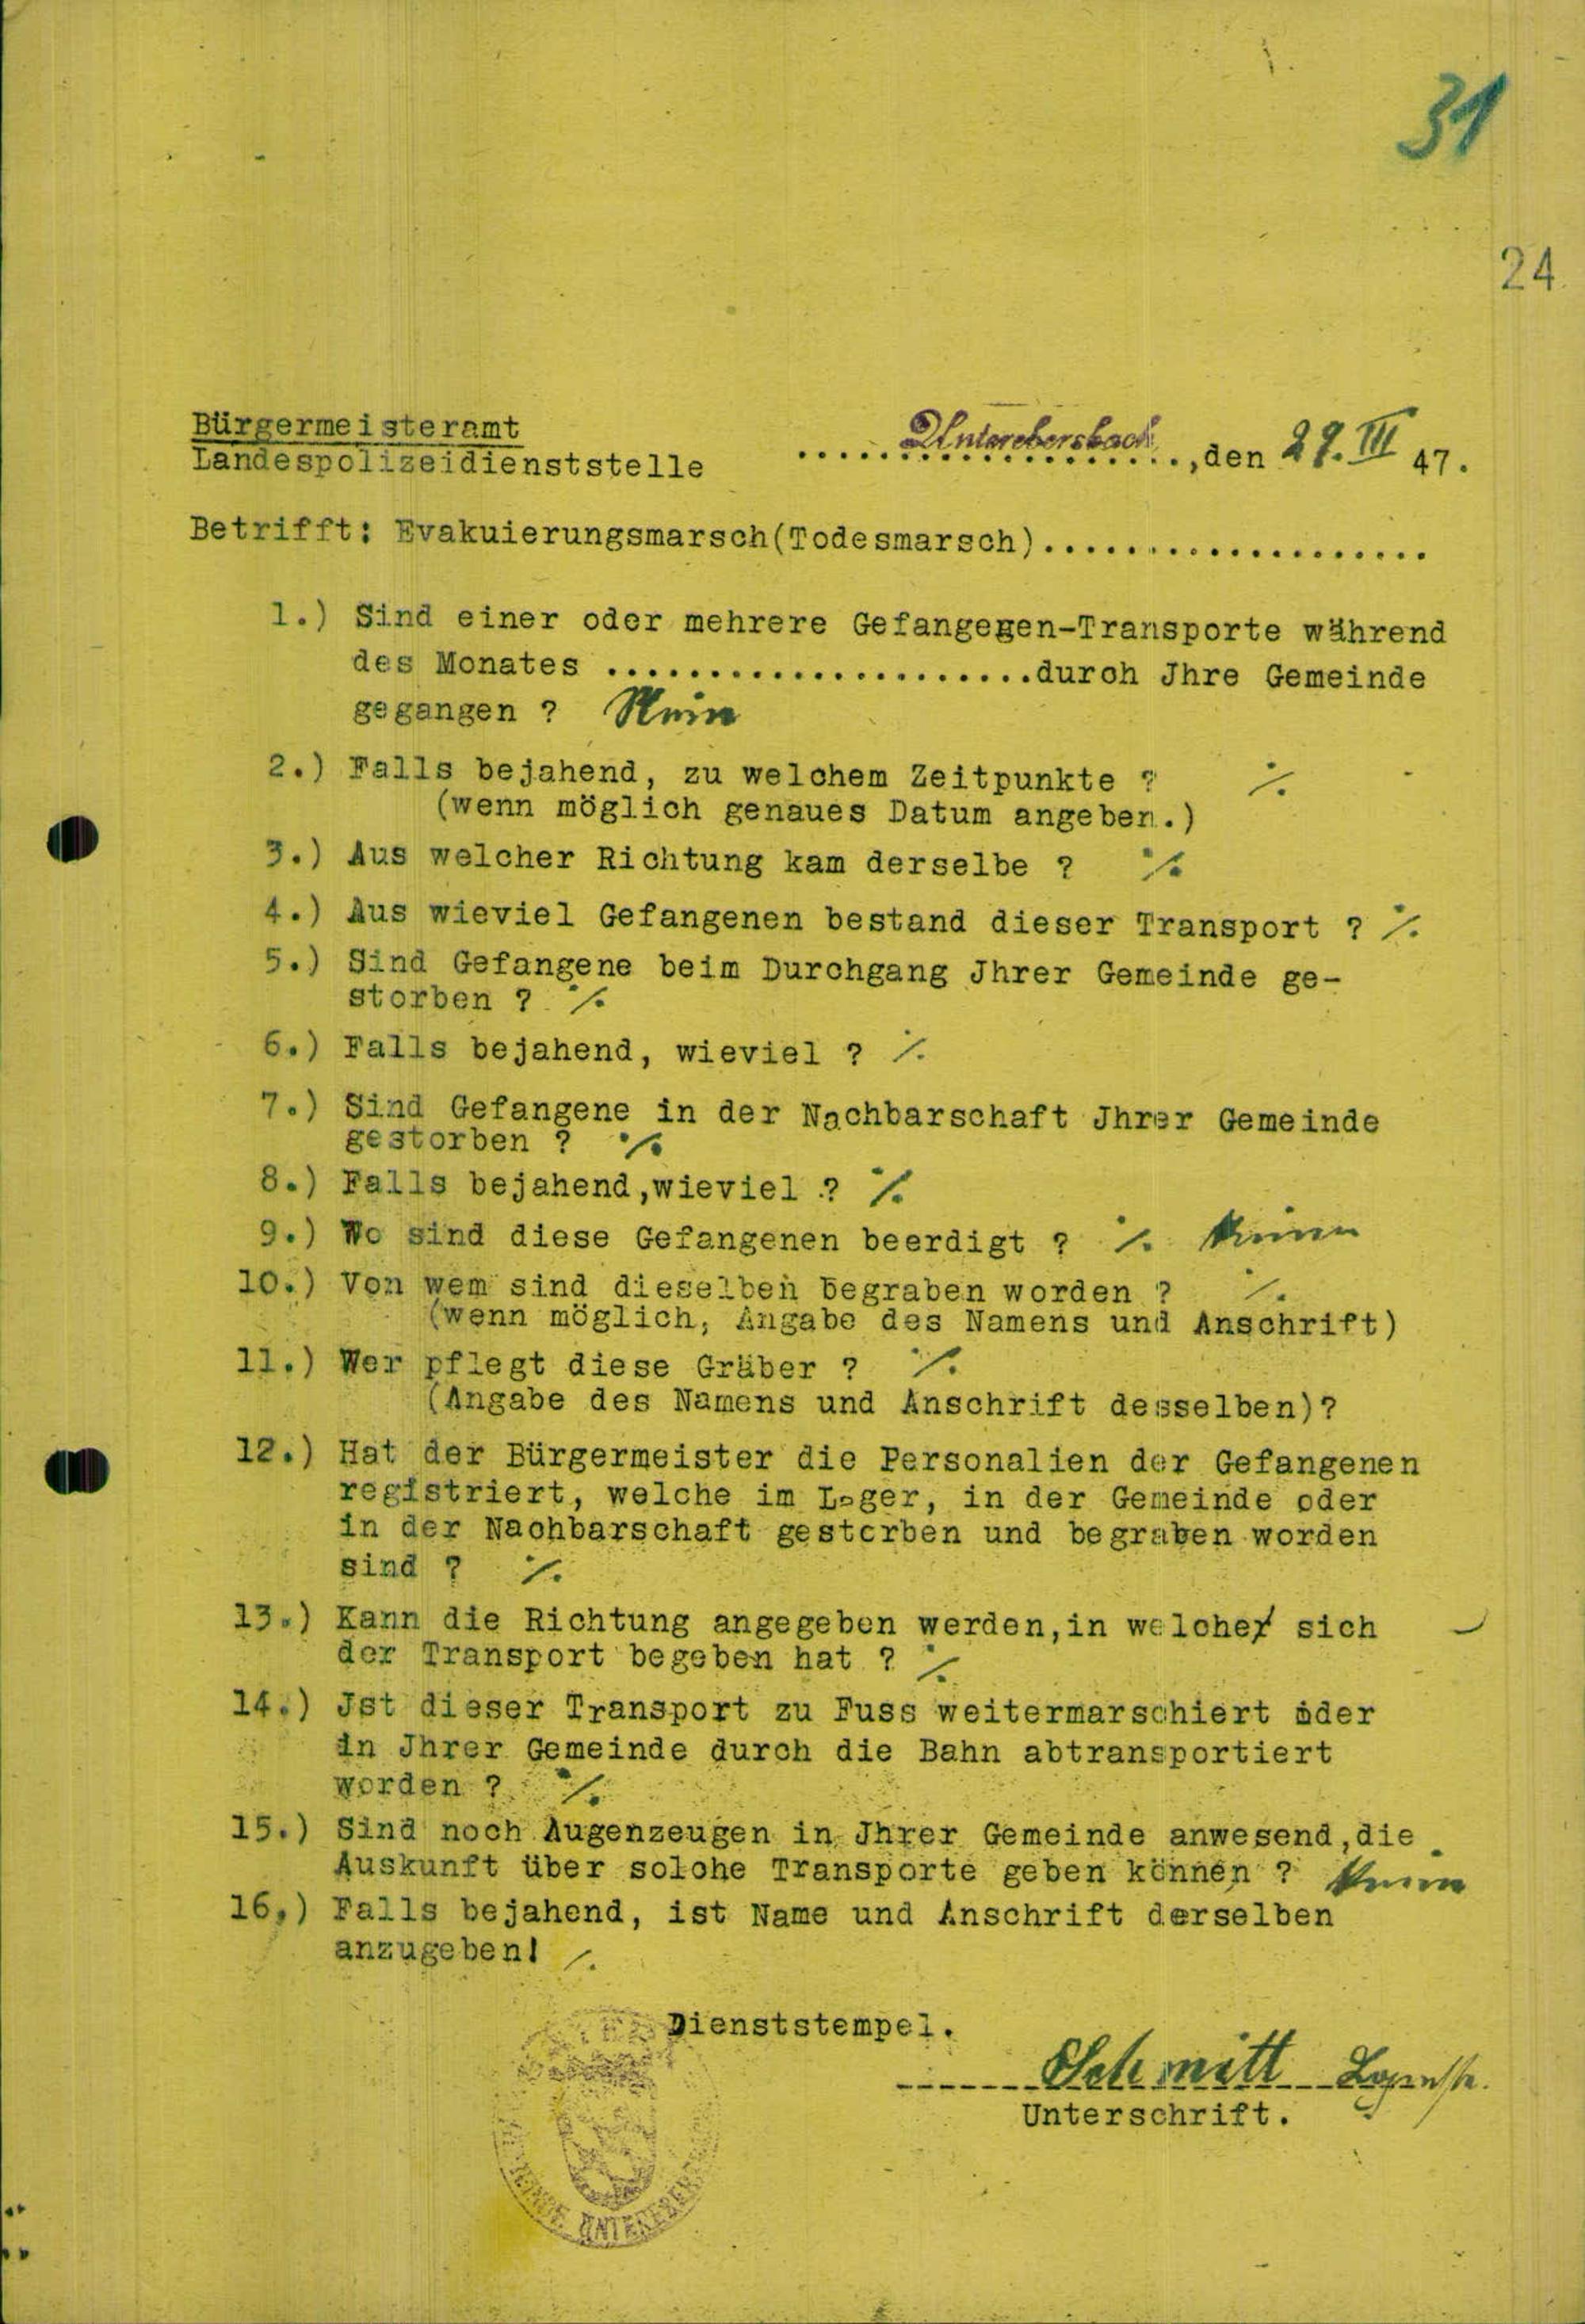 31
24
Bürgermeisteramt
Landespolizeidienststelle
Unterebersbach, den 29. III 47.
Betrifft: Evakuierungsmarsch(Todesmarsch)...................
1.) Sind einer oder mehrere Gefangegen-Transporte während
des Monates .....................durch Jhre Gemeinde
gegangen ? Nein
2.) Falls bejahend, zu welchem Zeitpunkte ? ·/.
(wenn möglich genaues Datum angeben.)
3.) Aus welcher Richtung kam derselbe ? ·/.
4.) Aus wieviel Gefangenen bestand dieser Transport ? ·/.
5.) Sind Gefangene beim Durchgang Jhrer Gemeinde ge-
storben ? ·/.
6.) Falls bejahend, wieviel ? ·/.
7.) Sind Gefangene in der Nachbarschaft Jhrer Gemeinde
gestorben ? ·/.
8.) Falls bejahend,wieviel ? ·/.
9.) Wo sind diese Gefangenen beerdigt ? ·/.
10.) Von wem sind dieselben begraben worden ? ·/.
(wenn möglich, Angabe des Namens und Anschrift)
11.) Wer pflegt diese Gräber ? ·/.
(Angabe des Namens und Anschrift desselben)?
12.) Hat der Bürgermeister die Personalien der Gefangenen
registriert, welche im Lager, in der Gemeinde oder
in der Nachbarschaft gestorben und begraben worden
sind ? ·/.
13.) Kann die Richtung angegeben werden,in welcher sich
der Transport begeben hat ? ·/.
14.) Jst dieser Transport zu Fuss weitermarschiert oder
in Jhrer Gemeinde durch die Bahn abtransportiert
worden ? ·/.
15.) Sind noch Augenzeugen in Jhrer Gemeinde anwesend,die
Auskunft über solche Transporte geben können ?
16.) Falls bejahend, ist Name und Anschrift derselben
anzugeben! /.
Dienststempel.
Schmitt
Unterschrift.